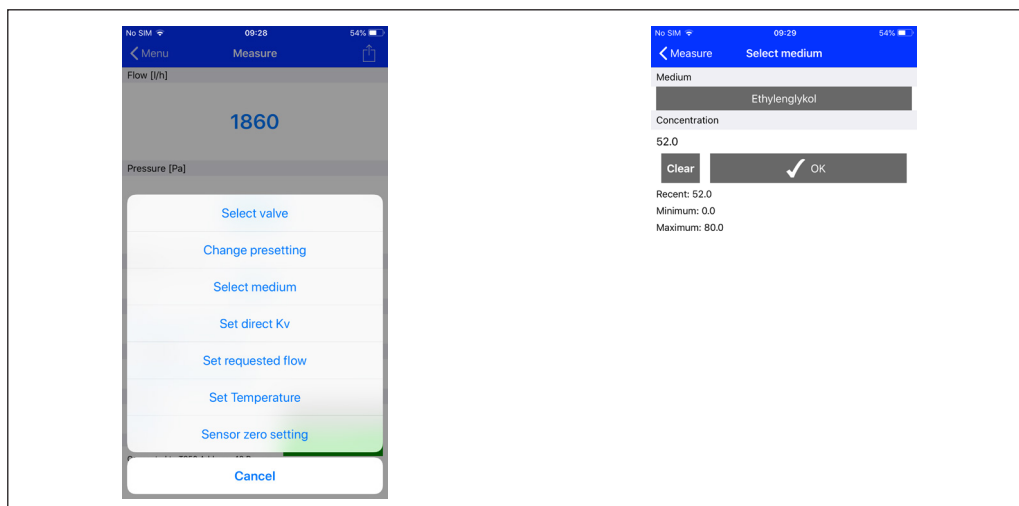 No SIM 09:28 54%
Menu Measure
Flow [l/h]
1860
Pressure [Pa]
Select valve
Change presetting
Select medium
Set direct Kv
Set requested flow
Set Temperature
Sensor zero setting
Cancel
No SIM 09:29 54%
Measure Select medium
Medium
Ethylenglykol
Concentration
52.0
Clear OK
Recent: 52.0
Minimum: 0.0
Maximum: 80.0